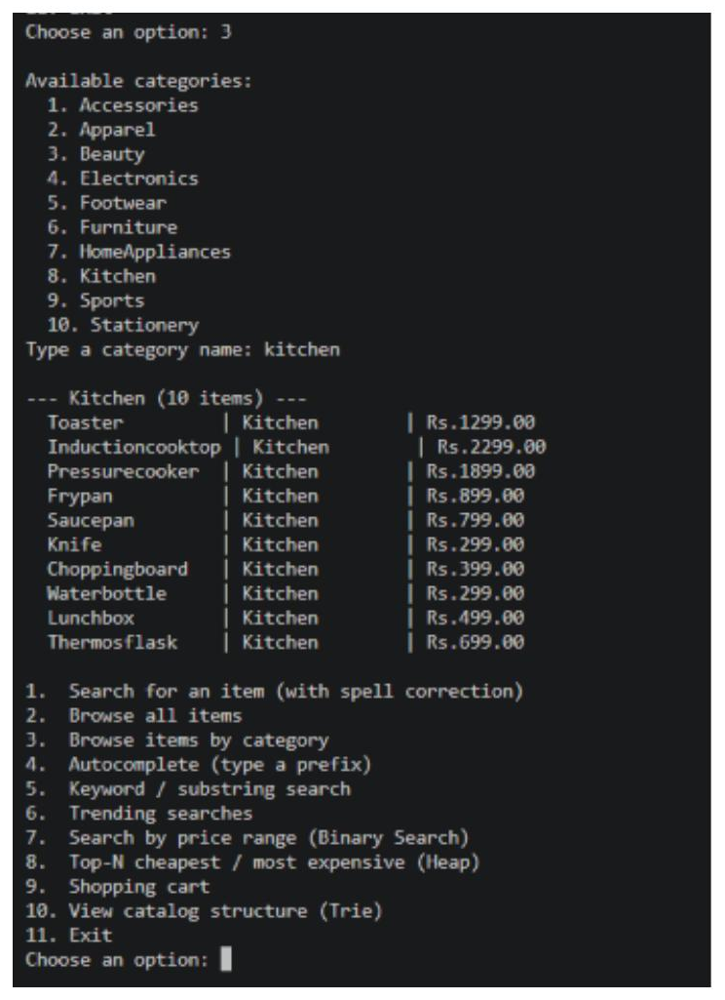 Choose an option: 3
Available categories:
1. Accessories
2. Apparel
3. Beauty
4. Electronics
5. Footwear
6. Furniture
7. HomeAppliances
8. Kitchen
9. Sports
10. Stationery
Type a category name: kitchen
--- Kitchen (10 items) ---
Toaster | Kitchen | Rs.1299.00
Inductioncooktop | Kitchen | Rs.2299.00
Pressurecooker | Kitchen | Rs.1899.00
Frypan | Kitchen | Rs.899.00
Saucepan | Kitchen | Rs.799.00
Knife | Kitchen | Rs.299.00
Choppingboard | Kitchen | Rs.399.00
Waterbottle | Kitchen | Rs.299.00
Lunchbox | Kitchen | Rs.499.00
Thermosflask | Kitchen | Rs.699.00
1. Search for an item (with spell correction)
2. Browse all items
3. Browse items by category
4. Autocomplete (type a prefix)
5. Keyword / substring search
6. Trending searches
7. Search by price range (Binary Search)
8. Top-N cheapest / most expensive (Heap)
9. Shopping cart
10. View catalog structure (Trie)
11. Exit
Choose an option: